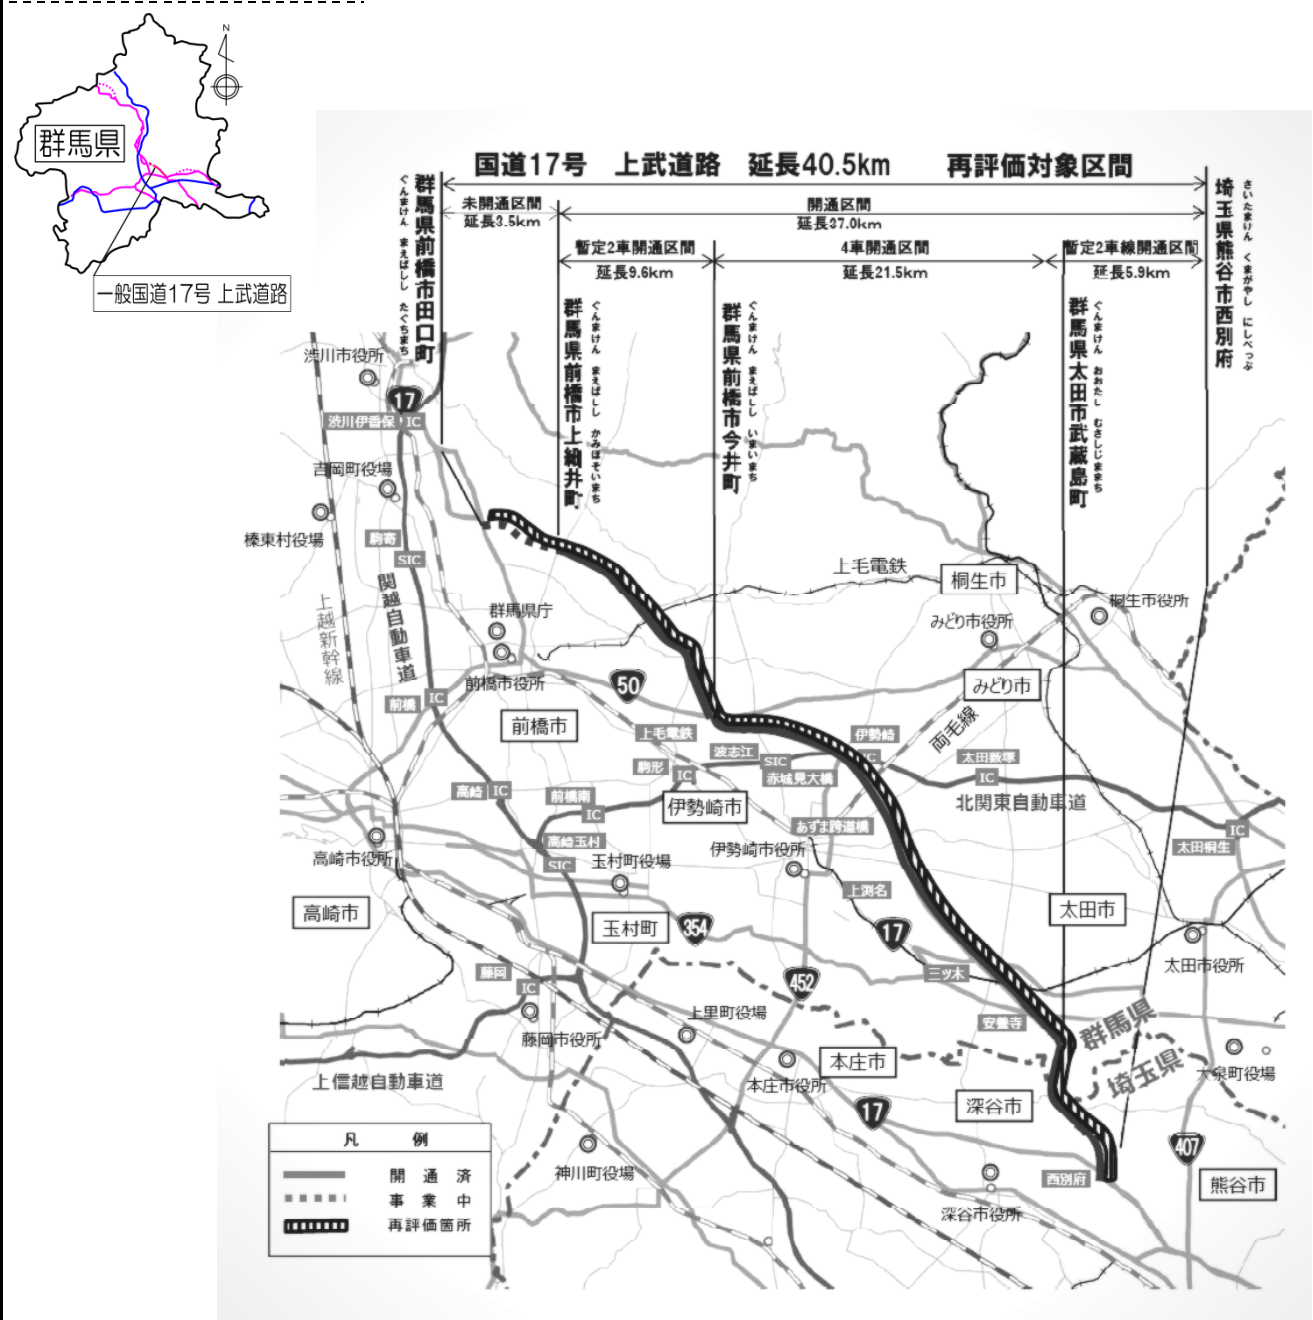 N
群馬県
一般国道17号 上武道路
国道17号 上武道路 延長40.5km 再評価対象区間
未開通区間
延長3.5km
開通区間
延長37.0km
暫定2車開通区間
延長9.6km
4車開通区間
延長21.5km
暫定2車線開通区間
延長5.9km
群馬県前橋市田口町
ぐんまけん まえばしし たぐちまち
群馬県前橋市上細井町
ぐんまけん まえばしし かみほそいまち
群馬県前橋市今井町
ぐんまけん まえばしし いまいまち
群馬県太田市武蔵島町
ぐんまけん おおたし むさしじままち
埼玉県熊谷市西別府
さいたまけん くまがやし にしべっぷ
渋川市役所
17
渋川伊香保 IC
吉岡町役場
榛東村役場
駒寄
SIC
関越自動車道
上越新幹線
群馬県庁
前橋市役所
前橋
IC
前橋市
50
上毛電鉄
桐生市
桐生市役所
みどり市役所
みどり市
両毛線
上毛電鉄
駒形
IC
波志江
SIC
赤城見大橋
伊勢崎
IC
太田薮塚
IC
北関東自動車道
高崎
IC
前橋南
IC
伊勢崎市
あずま跨道橋
IC
太田桐生
高崎市役所
高崎玉村
SIC
玉村町役場
伊勢崎市役所
上渕名
高崎市
玉村町
354
17
太田市
太田市役所
藤岡
IC
452
三ッ木
藤岡市役所
上里町役場
安養寺
群馬県
埼玉県
大泉町役場
本庄市
本庄市役所
上信越自動車道
深谷市
17
407
神川町役場
西別府
熊谷市
深谷市役所
凡 例
開 通 済
事 業 中
再評価箇所